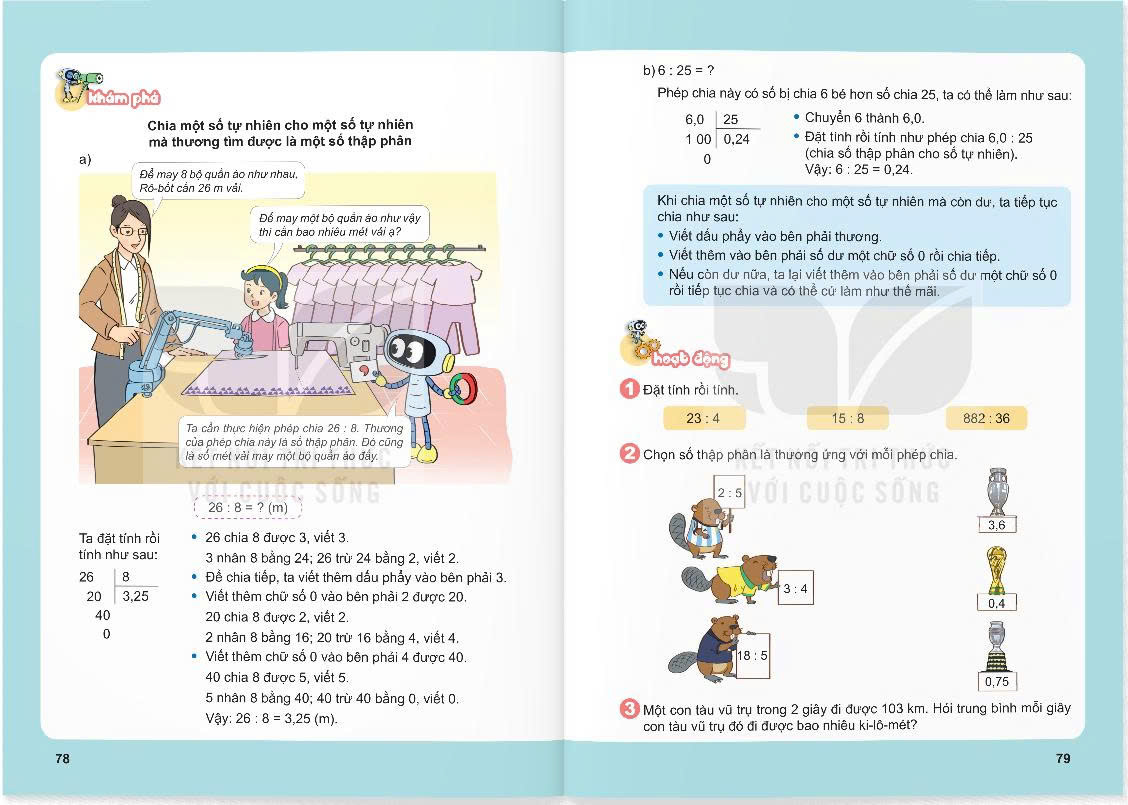 khám phá
Chia một số tự nhiên cho một số tự nhiên
mà thương tìm được là một số thập phân
a)
Để may 8 bộ quần áo như nhau,
Rô-bốt cần 26 m vải.
Để may một bộ quần áo như vậy
thì cần bao nhiêu mét vải ạ?
Ta cần thực hiện phép chia 26 : 8. Thương
của phép chia này là số thập phân. Đó cũng
là số mét vải may một bộ quần áo đấy.
26 : 8 = ? (m)
Ta đặt tính rồi
tính như sau:
26 8
20 3,25
40
0
• 26 chia 8 được 3, viết 3.
3 nhân 8 bằng 24; 26 trừ 24 bằng 2, viết 2.
• Để chia tiếp, ta viết thêm dấu phẩy vào bên phải 3.
• Viết thêm chữ số 0 vào bên phải 2 được 20.
20 chia 8 được 2, viết 2.
2 nhân 8 bằng 16; 20 trừ 16 bằng 4, viết 4.
• Viết thêm chữ số 0 vào bên phải 4 được 40.
40 chia 8 được 5, viết 5.
5 nhân 8 bằng 40; 40 trừ 40 bằng 0, viết 0.
Vậy: 26 : 8 = 3,25 (m).
KẾT NỐI TRI THỨC
VỚI CUỘC SỐNG
78
b) 6 : 25 = ?
Phép chia này có số bị chia 6 bé hơn số chia 25, ta có thể làm như sau:
6,0 25
1 00 0,24
0
• Chuyển 6 thành 6,0.
• Đặt tính rồi tính như phép chia 6,0 : 25
(chia số thập phân cho số tự nhiên).
Vậy: 6 : 25 = 0,24.
Khi chia một số tự nhiên cho một số tự nhiên mà còn dư, ta tiếp tục
chia như sau:
• Viết dấu phẩy vào bên phải thương.
• Viết thêm vào bên phải số dư một chữ số 0 rồi chia tiếp.
• Nếu còn dư nữa, ta lại viết thêm vào bên phải số dư một chữ số 0
rồi tiếp tục chia và có thể cứ làm như thế mãi.
hoạt động
1 Đặt tính rồi tính.
23 : 4 15 : 8 882 : 36
2 Chọn số thập phân là thương ứng với mỗi phép chia.
KẾT NỐI TRI THỨC
VỚI CUỘC SỐNG
2 : 5
3,6
3 : 4
0,4
18 : 5
0,75
3 Một con tàu vũ trụ trong 2 giây đi được 103 km. Hỏi trung bình mỗi giây
con tàu vũ trụ đó đi được bao nhiêu ki-lô-mét?
79